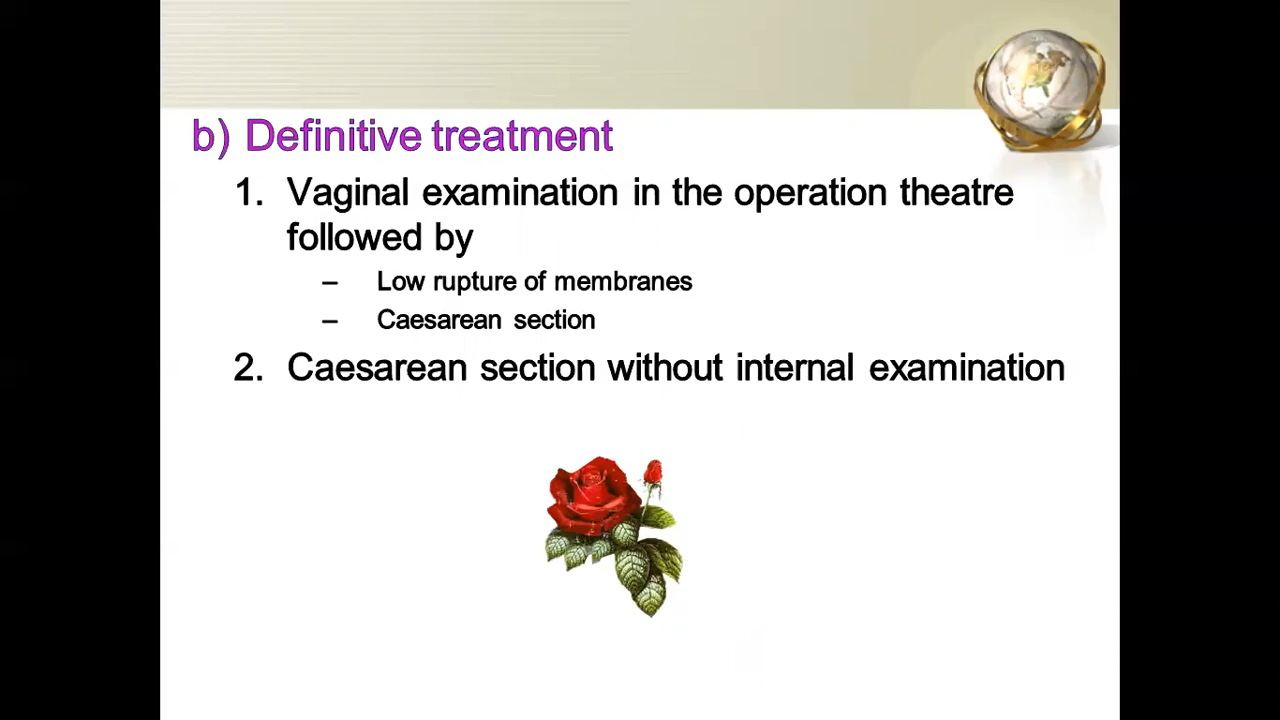 b) Definitive treatment
1. Vaginal examination in the operation theatre
followed by
– Low rupture of membranes
– Caesarean section
2. Caesarean section without internal examination